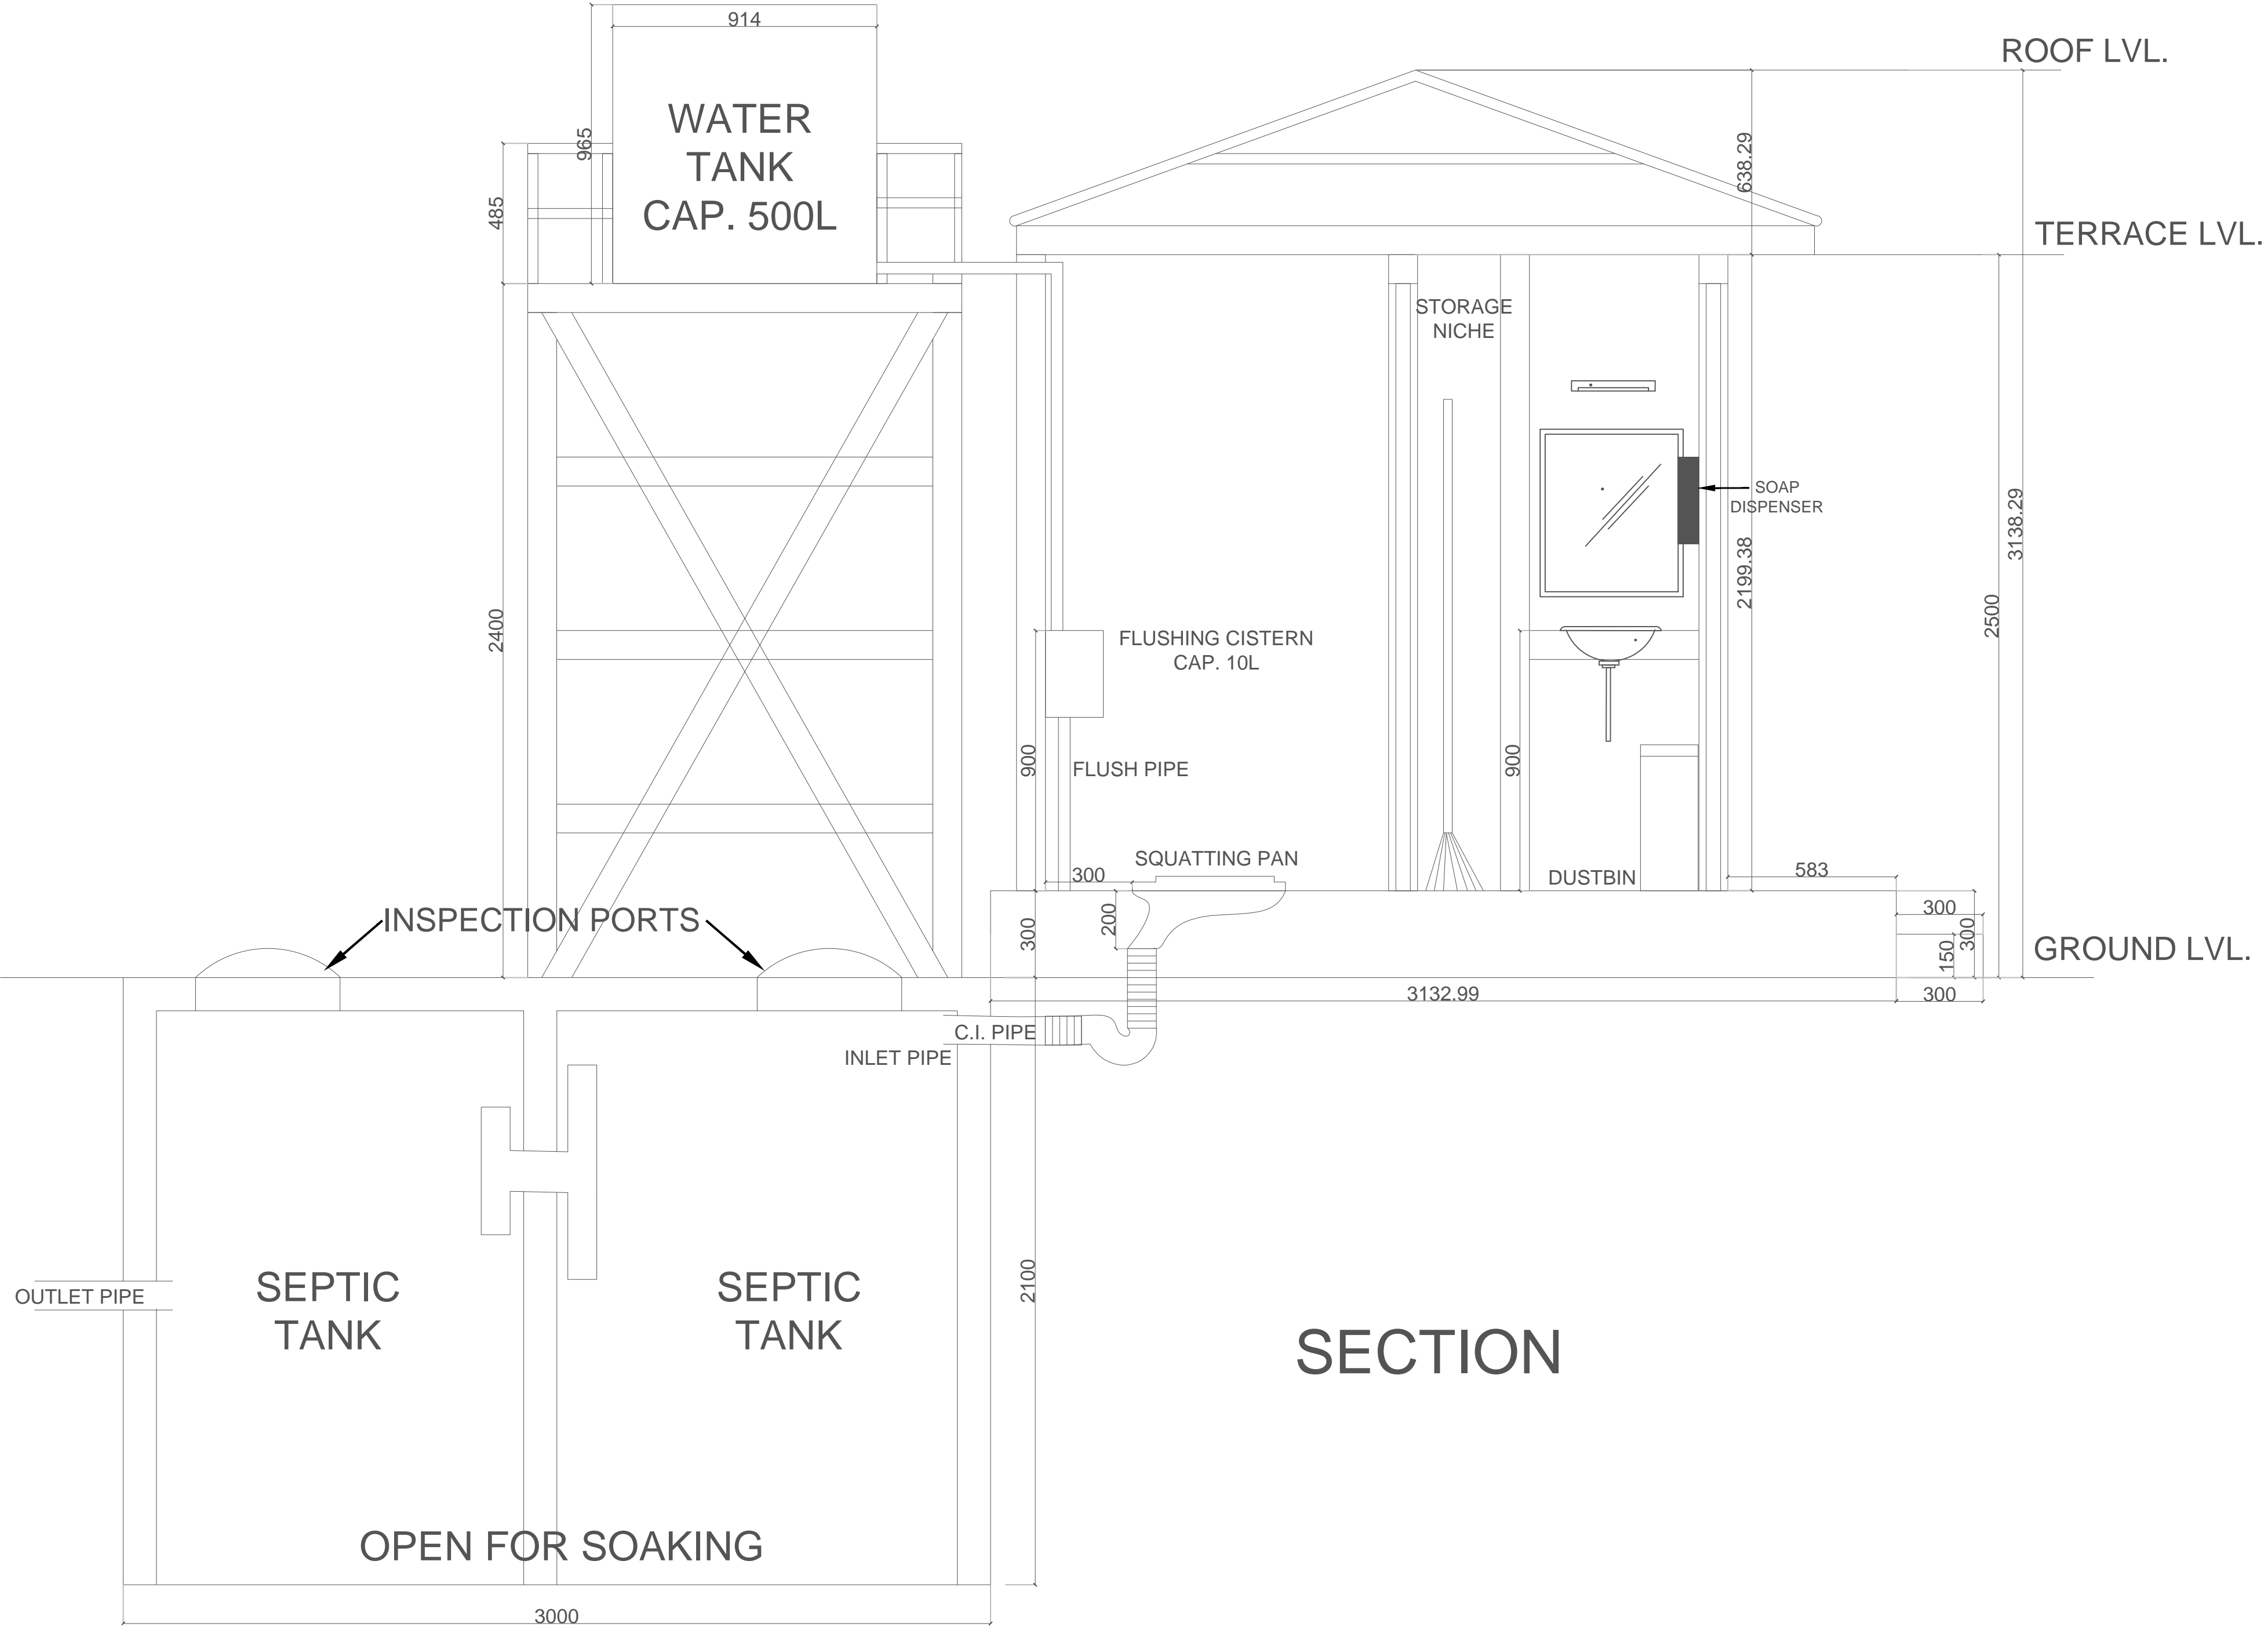 914
ROOF LVL.
WATER
TANK
CAP. 500L
965
638.29
485
TERRACE LVL.
STORAGE
NICHE
SOAP
DISPENSER
3138.29
2199.38
2500
2400
FLUSHING CISTERN
CAP. 10L
900
FLUSH PIPE
900
SQUATTING PAN
300
DUSTBIN
583
INSPECTION PORTS
300
200
300
300
150
GROUND LVL.
3132.99
300
C.I. PIPE
INLET PIPE
2100
OUTLET PIPE
SEPTIC
TANK
SEPTIC
TANK
SECTION
OPEN FOR SOAKING
3000